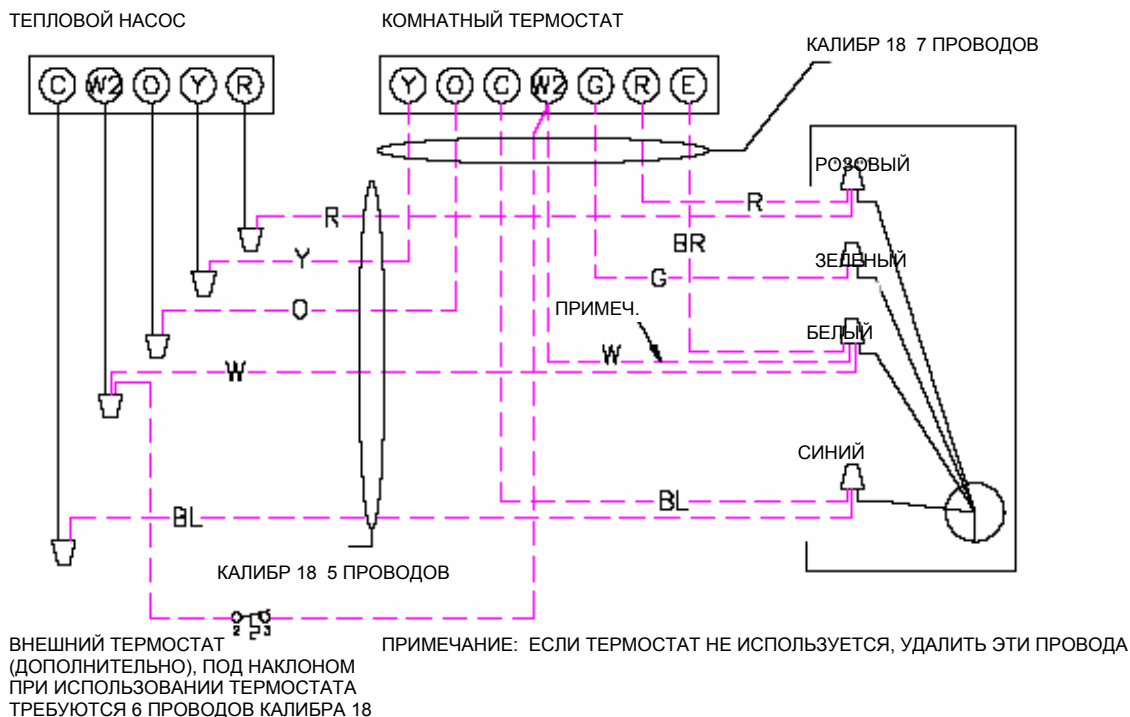 ТЕПЛОВОЙ НАСОС
КОМНАТНЫЙ ТЕРМОСТАТ
КАЛИБР 18 7 ПРОВОДОВ
C W2 O Y R
Y O C W2 G R E
РОЗОВЫЙ
R
R
BR
Y
ЗЕЛЕНЫЙ
G
O
ПРИМЕЧ.
БЕЛЫЙ
W
W
СИНИЙ
BL
BL
КАЛИБР 18 5 ПРОВОДОВ
2 3
ВНЕШНИЙ ТЕРМОСТАТ
(ДОПОЛНИТЕЛЬНО), ПОД НАКЛОНОМ
ПРИ ИСПОЛЬЗОВАНИИ ТЕРМОСТАТА
ТРЕБУЮТСЯ 6 ПРОВОДОВ КАЛИБРА 18
ПРИМЕЧАНИЕ: ЕСЛИ ТЕРМОСТАТ НЕ ИСПОЛЬЗУЕТСЯ, УДАЛИТЬ ЭТИ ПРОВОДА